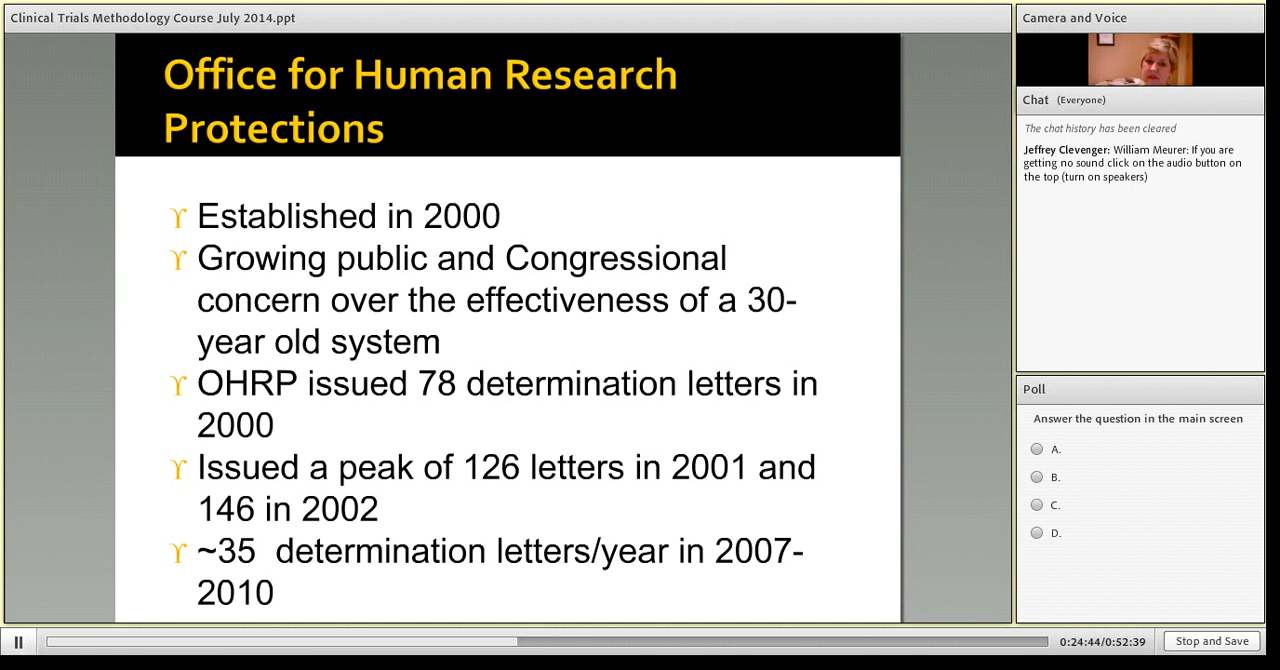 Clinical Trials Methodology Course July 2014.ppt
Office for Human Research
Protections
Established in 2000
Growing public and Congressional
concern over the effectiveness of a 30-
year old system
OHRP issued 78 determination letters in
2000
Issued a peak of 126 letters in 2001 and
146 in 2002
~35  determination letters/year in 2007-
2010
Camera and Voice
Chat (Everyone)
The chat history has been cleared
Jeffrey Clevenger: William Meurer: If you are
getting no sound click on the audio button on
the top (turn on speakers)
Poll
Answer the question in the main screen
A.
B.
C.
D.
0:24:44/0:52:39
Stop and Save